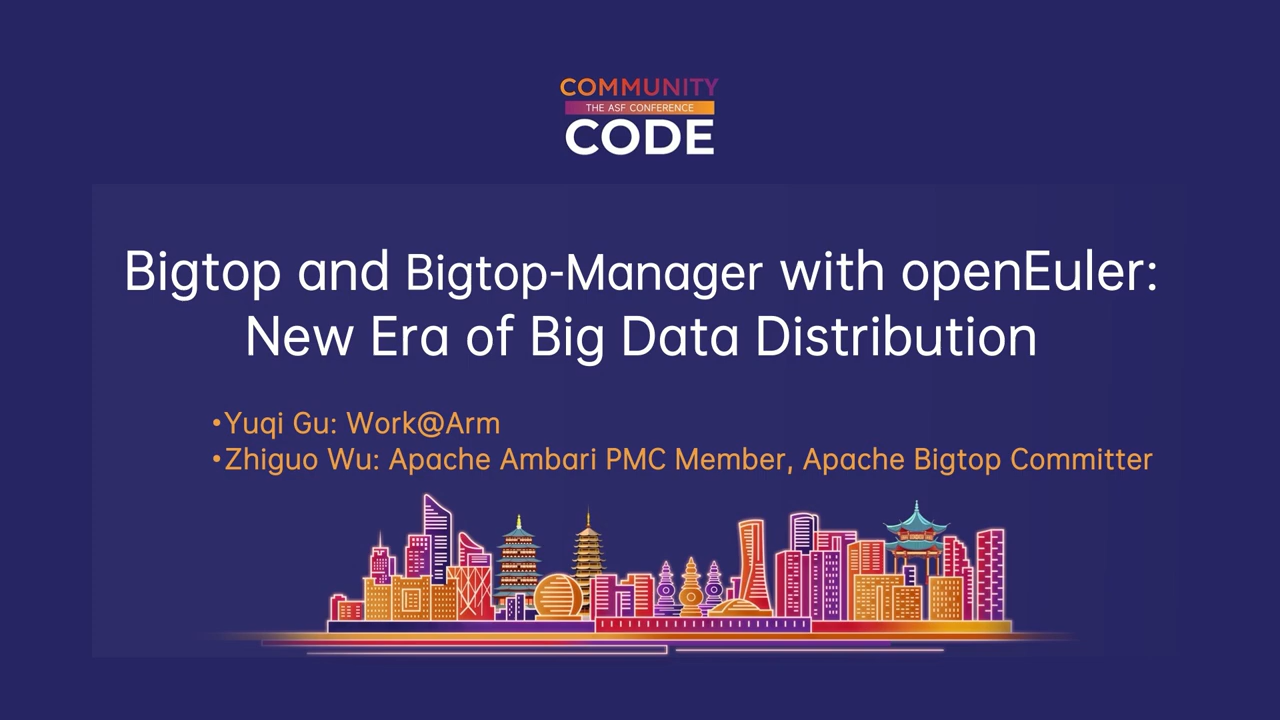 COMMUNITY
THE ASF CONFERENCE
CODE
Bigtop and Bigtop-Manager with openEuler:
New Era of Big Data Distribution
•Yuqi Gu: Work@Arm
•Zhiguo Wu: Apache Ambari PMC Member, Apache Bigtop Committer